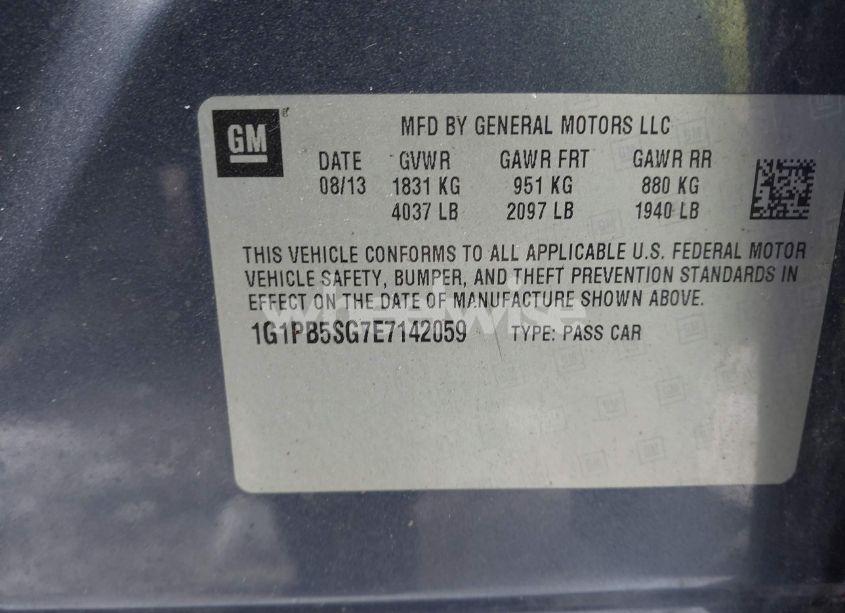 GM ® MFD BY GENERAL MOTORS LLC
DATE GVWR GAWR FRT GAWR RR
08/13 1831 KG 951 KG 880 KG
4037 LB 2097 LB 1940 LB
THIS VEHICLE CONFORMS TO ALL APPLICABLE U.S. FEDERAL MOTOR
VEHICLE SAFETY, BUMPER, AND THEFT PREVENTION STANDARDS IN
EFFECT ON THE DATE OF MANUFACTURE SHOWN ABOVE.
wheelwise
1G1PB5SG7E7142059 TYPE: PASS CAR